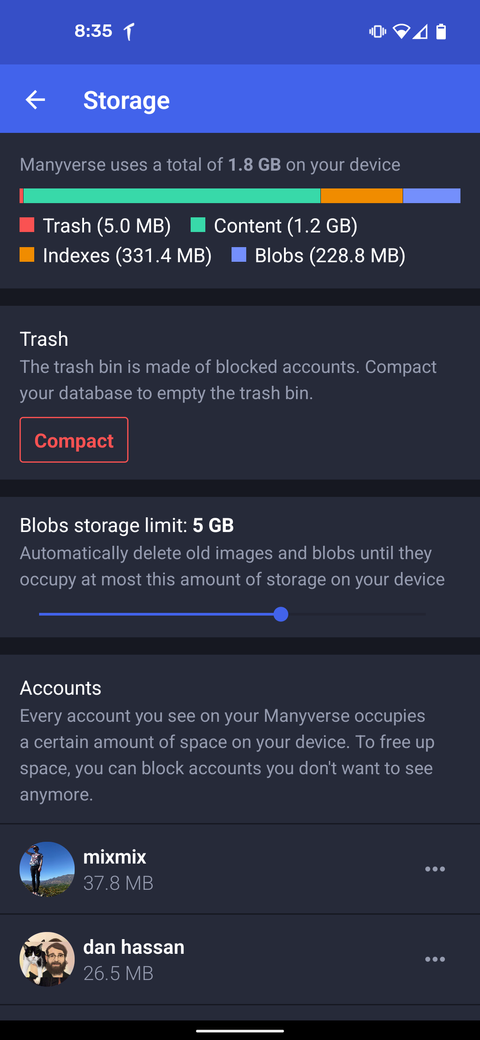 8:35
Storage
Manyverse uses a total of 1.8 GB on your device
Trash (5.0 MB) Content (1.2 GB)
Indexes (331.4 MB) Blobs (228.8 MB)
Trash
The trash bin is made of blocked accounts. Compact
your database to empty the trash bin.
Compact
Blobs storage limit: 5 GB
Automatically delete old images and blobs until they
occupy at most this amount of storage on your device
Accounts
Every account you see on your Manyverse occupies
a certain amount of space on your device. To free up
space, you can block accounts you don't want to see
anymore.
mixmix
37.8 MB
dan hassan
26.5 MB